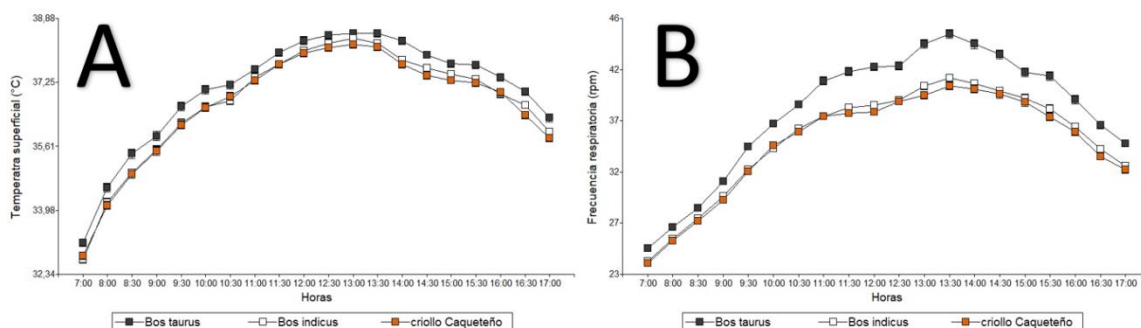 A
Temperatra superficial (°C)
38,88
37,25
35,61
33,98
32,34
7:00 8:00 8:30 9:00 9:30 10:00 10:30 11:00 11:30 12:00 12:30 13:00 13:30 14:00 14:30 15:00 15:30 16:00 16:30 17:00
Horas
Bos taurus Bos indicus criollo Caqueteño
B
Frecuencia respiratoria (rpm)
46
42
37
32
27
23
7:00 8:00 8:30 9:00 9:30 10:00 10:30 11:00 11:30 12:00 12:30 13:00 13:30 14:00 14:30 15:00 15:30 16:00 16:30 17:00
Horas
Bos taurus Bos indicus criollo Caqueteño